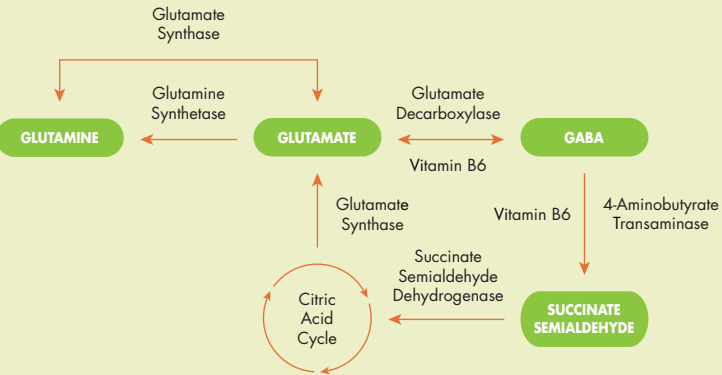 Glutamate
Synthase
Glutamine
Synthetase
Glutamate
Decarboxylase
GLUTAMINE
GLUTAMATE
GABA
Vitamin B6
Glutamate
Synthase
Vitamin B6
4-Aminobutyrate
Transaminase
Succinate
Semialdehyde
Dehydrogenase
Citric
Acid
Cycle
SUCCINATE
SEMIALDEHYDE